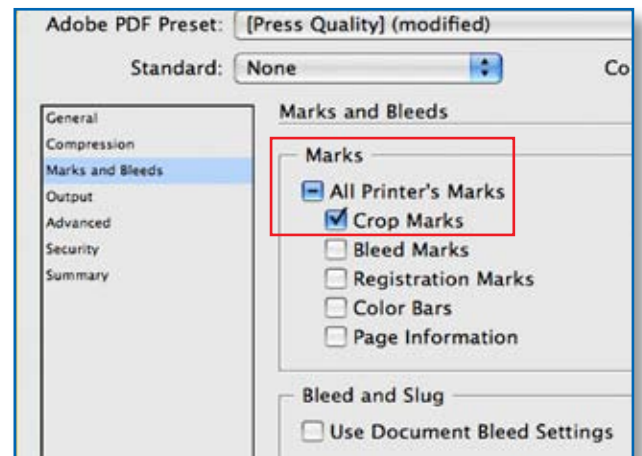 Adobe PDF Preset: [Press Quality] (modified)
Standard: None Co
General
Compression
Marks and Bleeds
Output
Advanced
Security
Summary
Marks and Bleeds
Marks
All Printer's Marks
Crop Marks
Bleed Marks
Registration Marks
Color Bars
Page Information
Bleed and Slug
Use Document Bleed Settings